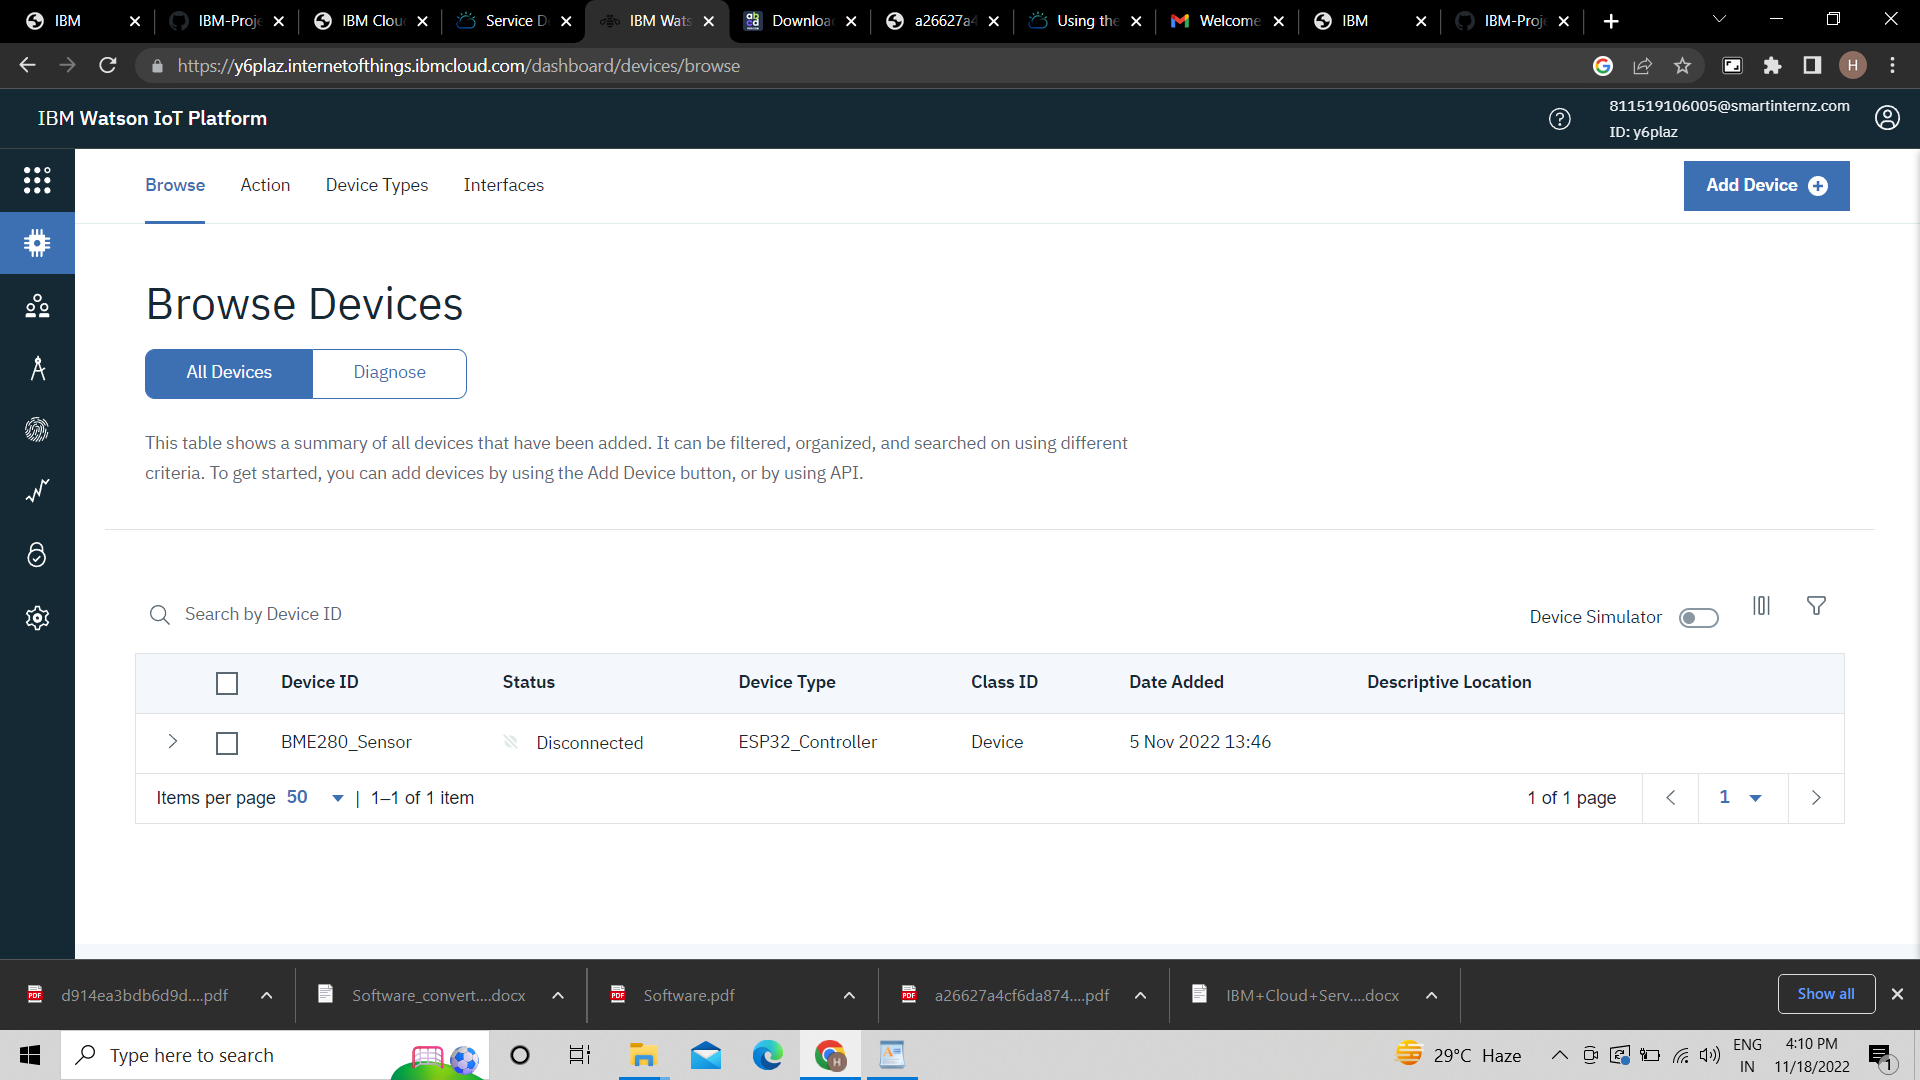 IBM
IBM-Proje
IBM Clou
Service D
IBM Wats
Downloa
a26627a4
Using the
Welcome
IBM
IBM-Proj
https://y6plaz.internetofthings.ibmcloud.com/dashboard/devices/browse
H
IBM Watson IoT Platform
811519106005@smartinternz.com
ID: y6plaz
Browse
Action
Device Types
Interfaces
Add Device
Browse Devices
All Devices
Diagnose
This table shows a summary of all devices that have been added. It can be filtered, organized, and searched on using different
criteria. To get started, you can add devices by using the Add Device button, or by using API.
Search by Device ID
Device Simulator
Device ID Status Device Type Class ID Date Added Descriptive Location
BME280_Sensor Disconnected ESP32_Controller Device 5 Nov 2022 13:46
Items per page 50 | 1–1 of 1 item
1 of 1 page
1
d914ea3bdb6d9d....pdf
Software_convert....docx
Software.pdf
a26627a4cf6da874....pdf
IBM+Cloud+Serv....docx
Show all
Type here to search
29°C Haze
ENG
IN
4:10 PM
11/18/2022
1